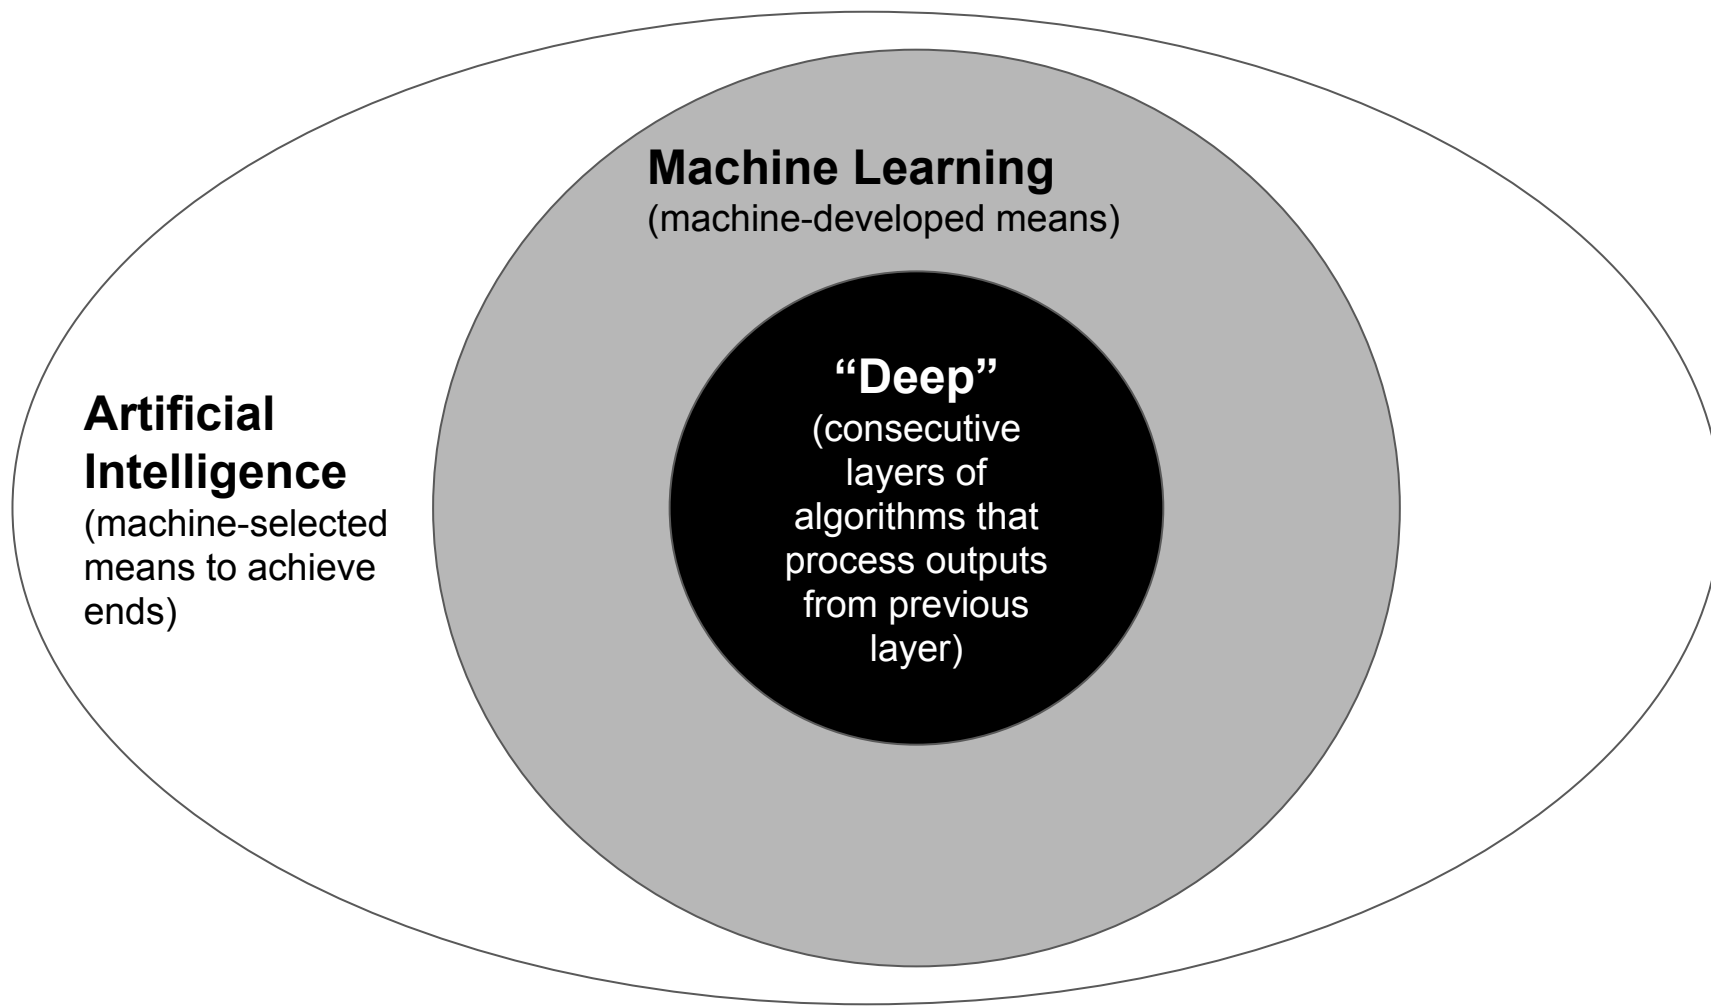 Machine Learning
(machine-developed means)
“Deep”
(consecutive
layers of
algorithms that
process outputs
from previous
layer)
Artificial
Intelligence
(machine-selected
means to achieve
ends)